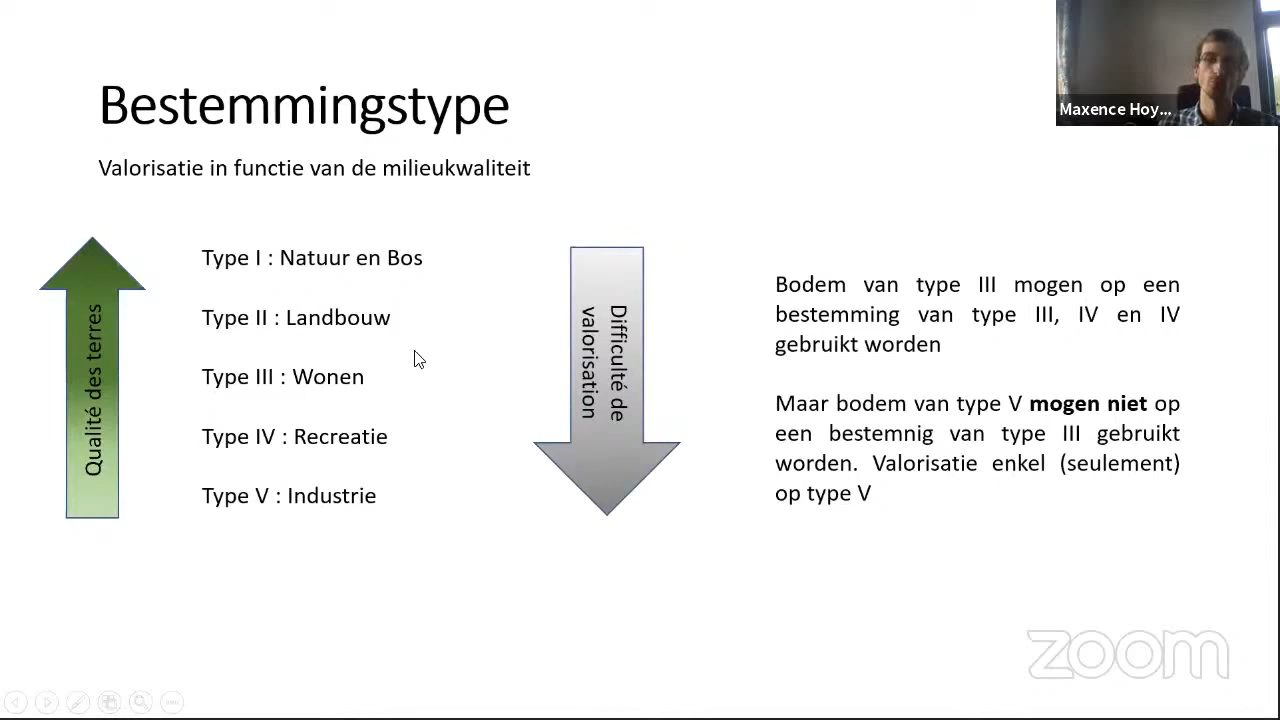 Bestemmingstype
Valorisatie in functie van de milieukwaliteit
Maxence Hoy...
Qualité des terres
Type I : Natuur en Bos
Type II : Landbouw
Type III : Wonen
Type IV : Recreatie
Type V : Industrie
Difficulté de
valorisation
Bodem van type III mogen op een
bestemming van type III, IV en IV
gebruikt worden
Maar bodem van type V mogen niet op
een bestemnig van type III gebruikt
worden. Valorisatie enkel (seulement)
op type V
zoom